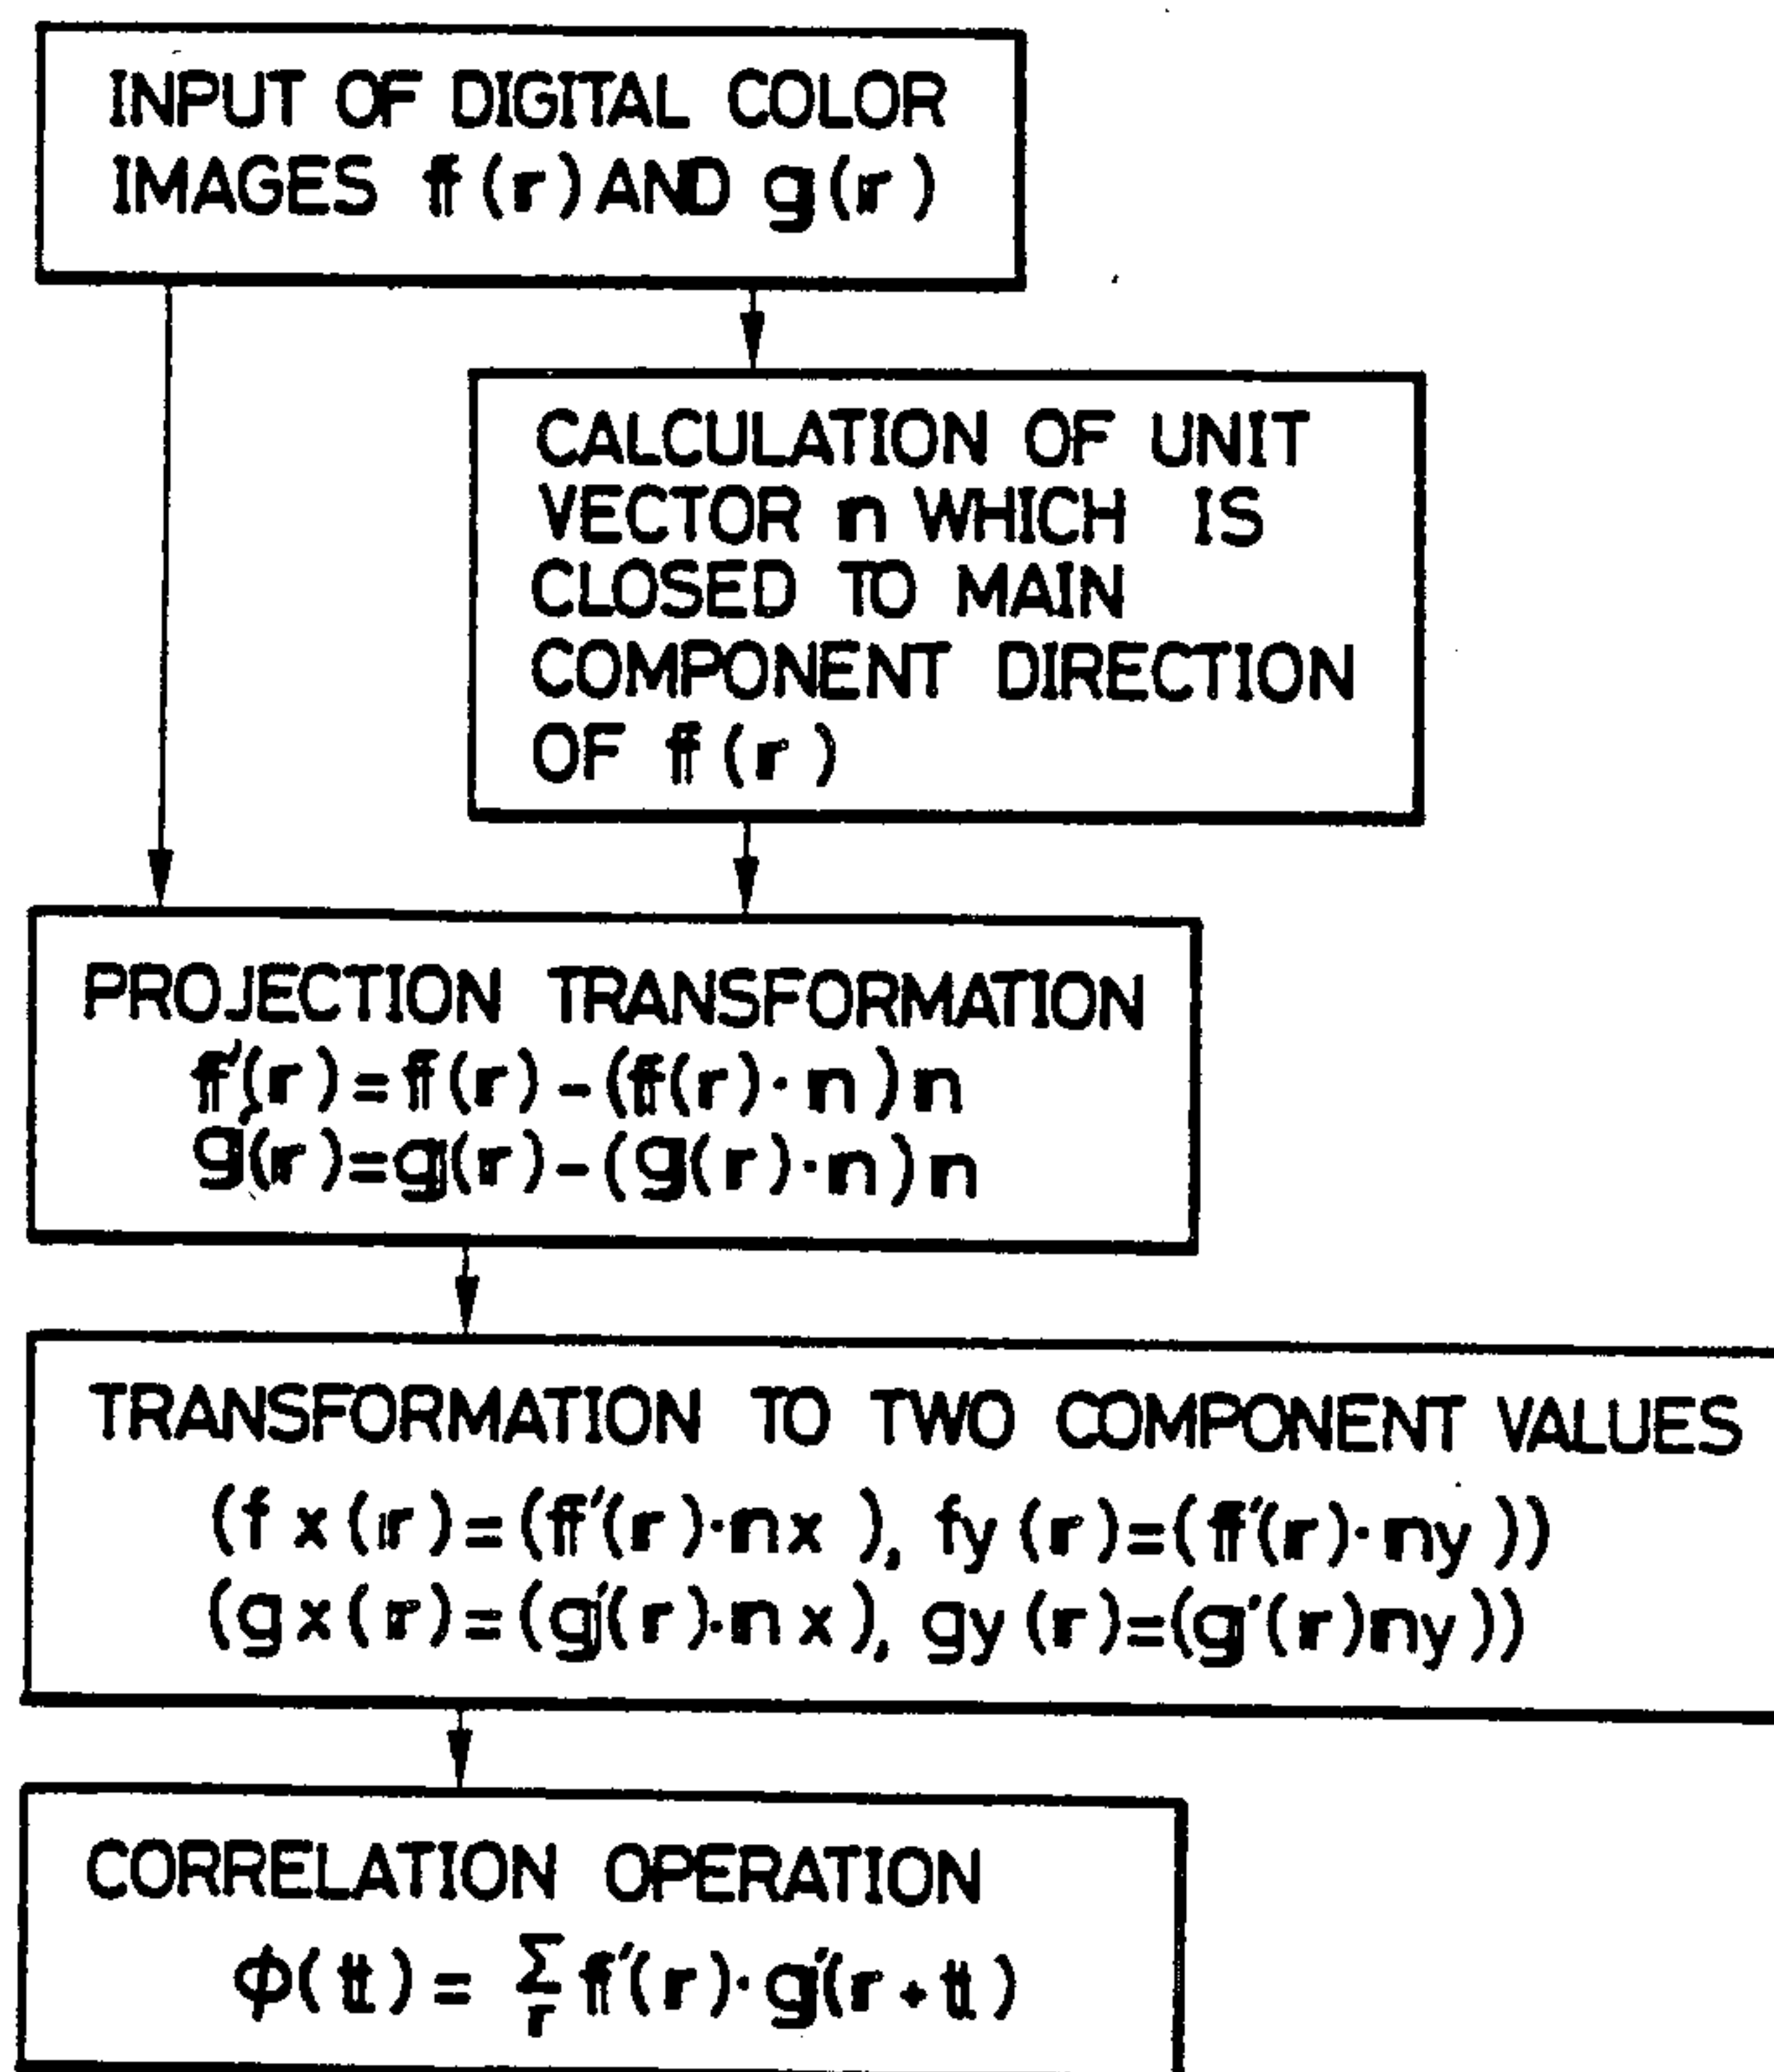 INPUT OF DIGITAL COLOR
IMAGES f(r) AND g(r)
CALCULATION OF UNIT
VECTOR n WHICH IS
CLOSED TO MAIN
COMPONENT DIRECTION
OF f(r)
PROJECTION TRANSFORMATION
f'(r)=f(r)-(f(r)·n)n
g'(r)=g(r)-(g(r)·n)n
TRANSFORMATION TO TWO COMPONENT VALUES
(fx(r)=(f'(r)·nx), fy(r)=(f'(r)·ny))
(gx(r)=(g'(r)·nx), gy(r)=(g'(r)ny))
CORRELATION OPERATION
φ(t)= Σ f'(r)·g'(r+t)
r